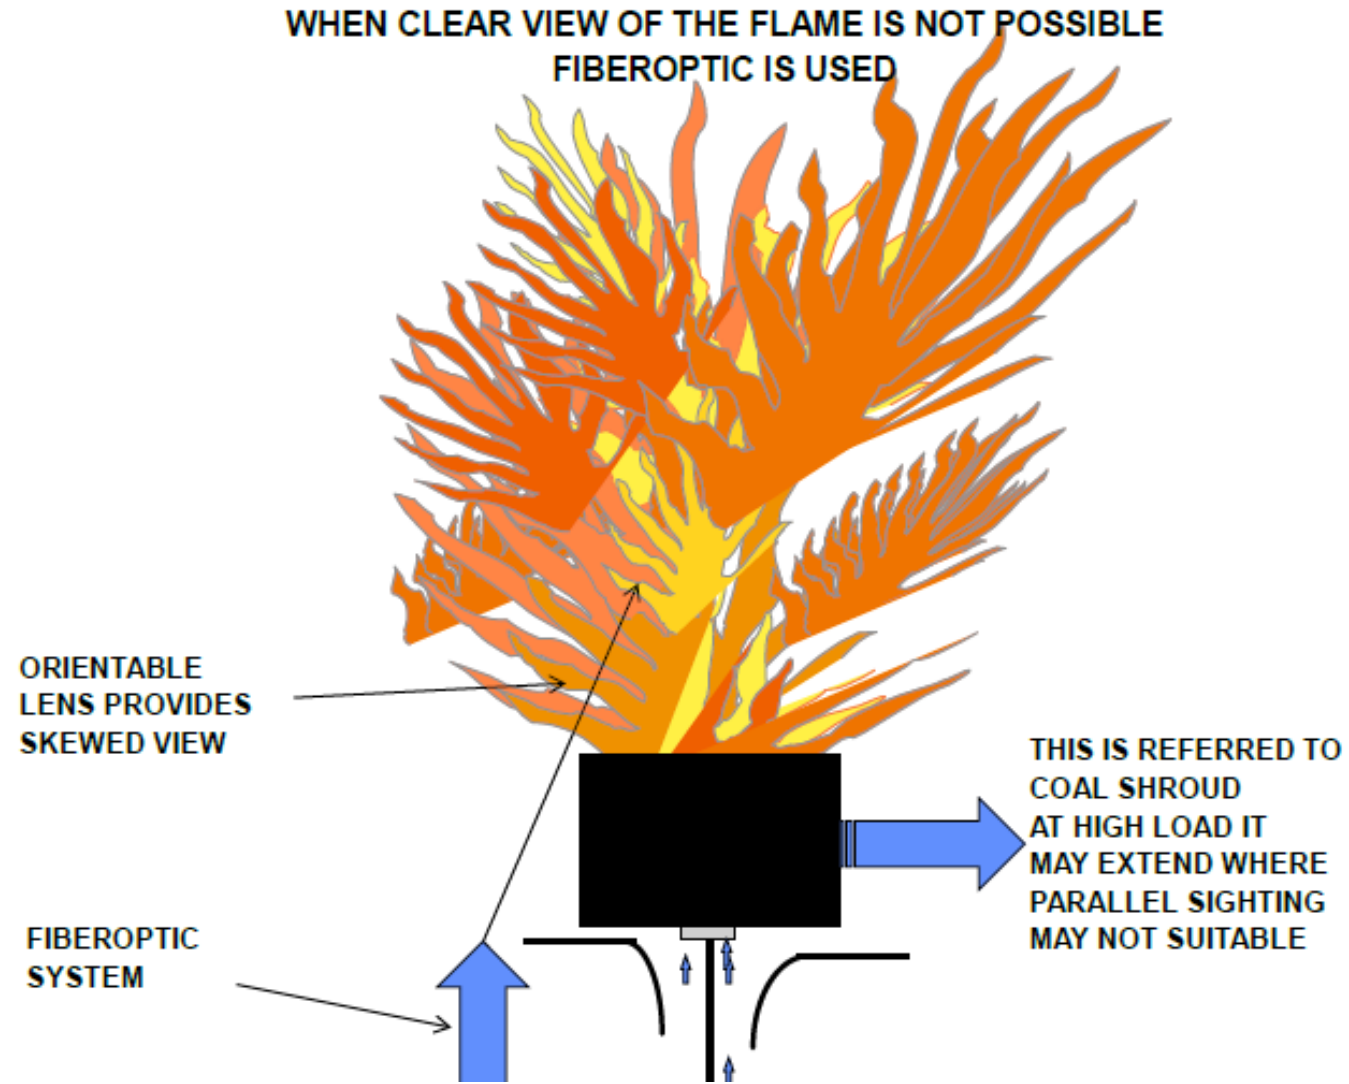 WHEN CLEAR VIEW OF THE FLAME IS NOT POSSIBLE
FIBEROPTIC IS USED
ORIENTABLE
LENS PROVIDES
SKEWED VIEW
THIS IS REFERRED TO
COAL SHROUD
AT HIGH LOAD IT
MAY EXTEND WHERE
PARALLEL SIGHTING
MAY NOT SUITABLE
FIBEROPTIC
SYSTEM